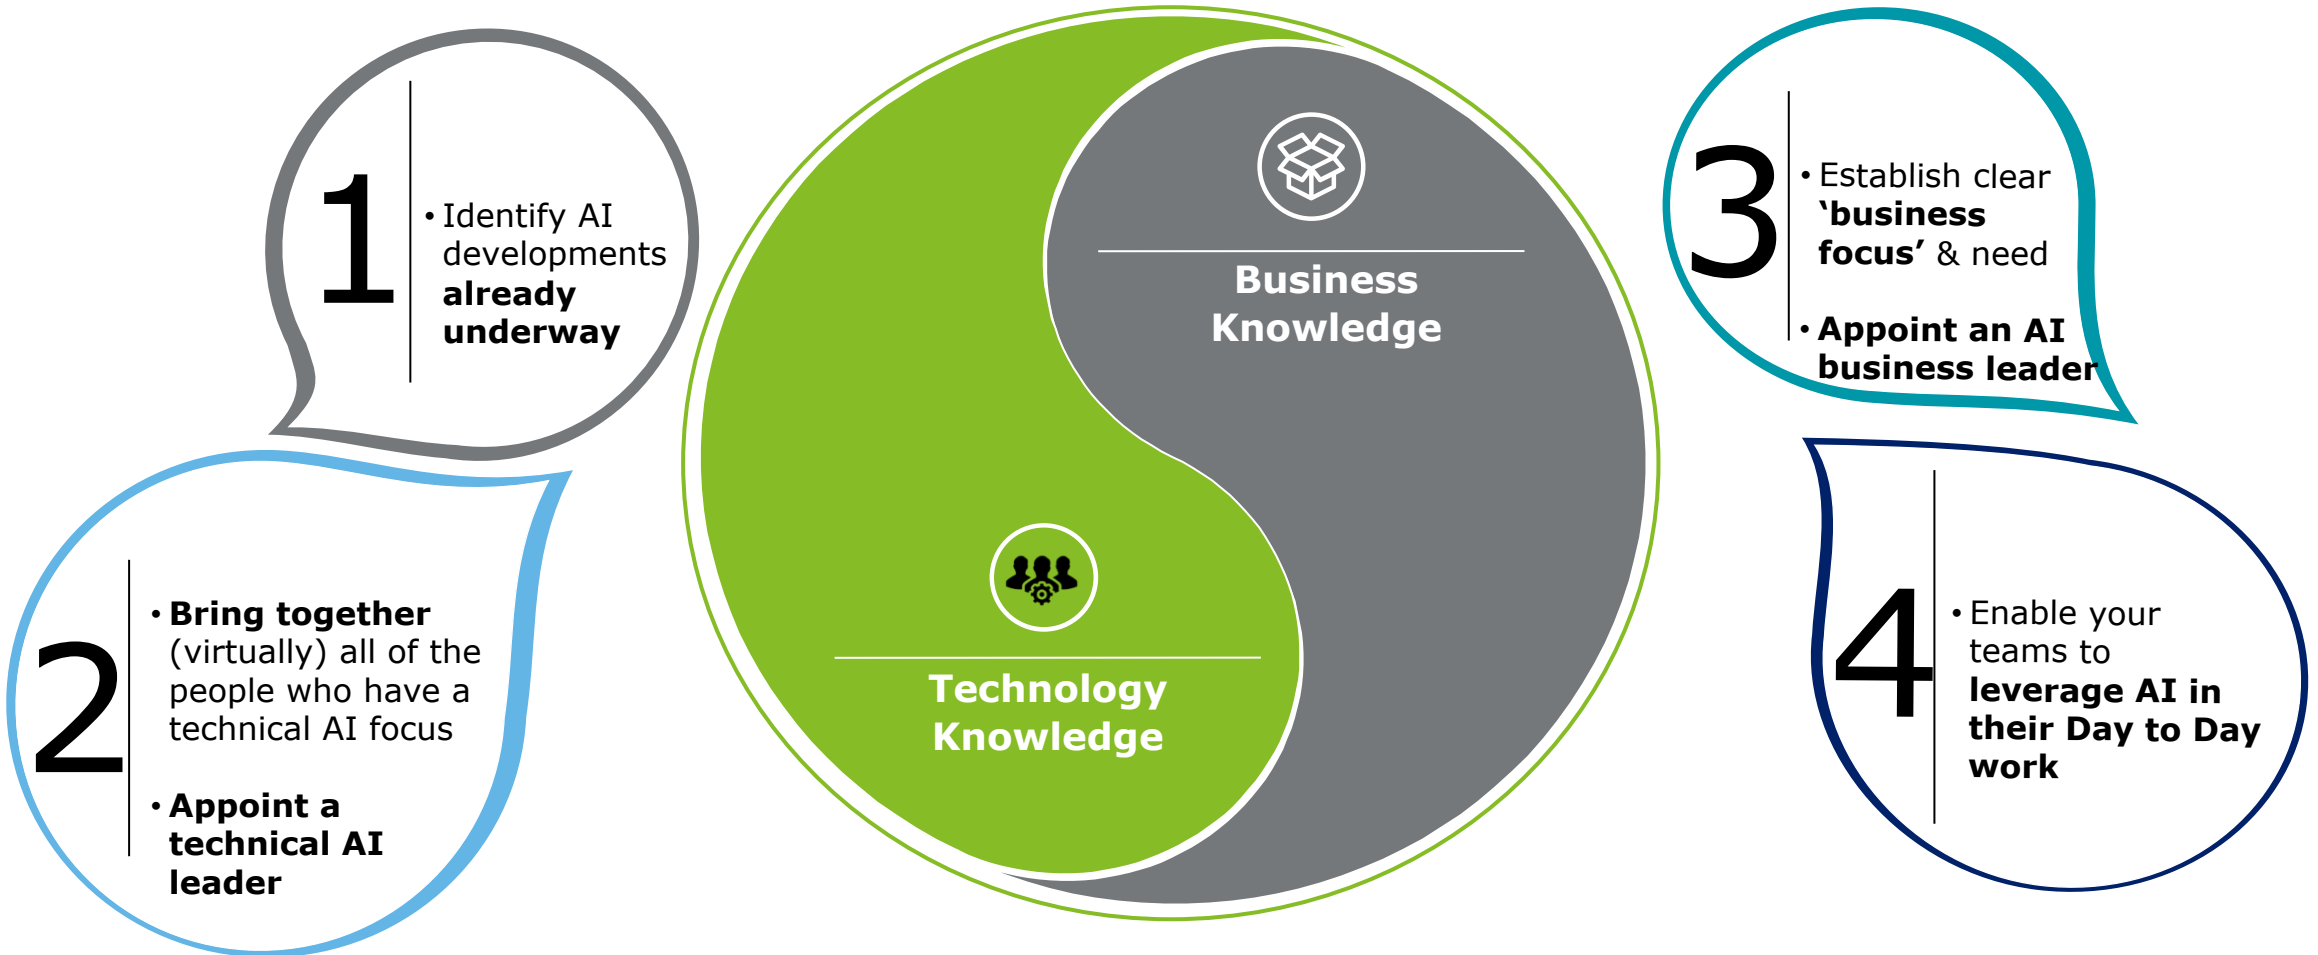 1
• Identify AI
developments
already
underway
2
• Bring together
(virtually) all of the
people who have a
technical AI focus
• Appoint a
technical AI
leader
Business
Knowledge
Technology
Knowledge
3
• Establish clear
‘business
focus’ & need
• Appoint an AI
business leader
4
• Enable your
teams to
leverage AI in
their Day to Day
work